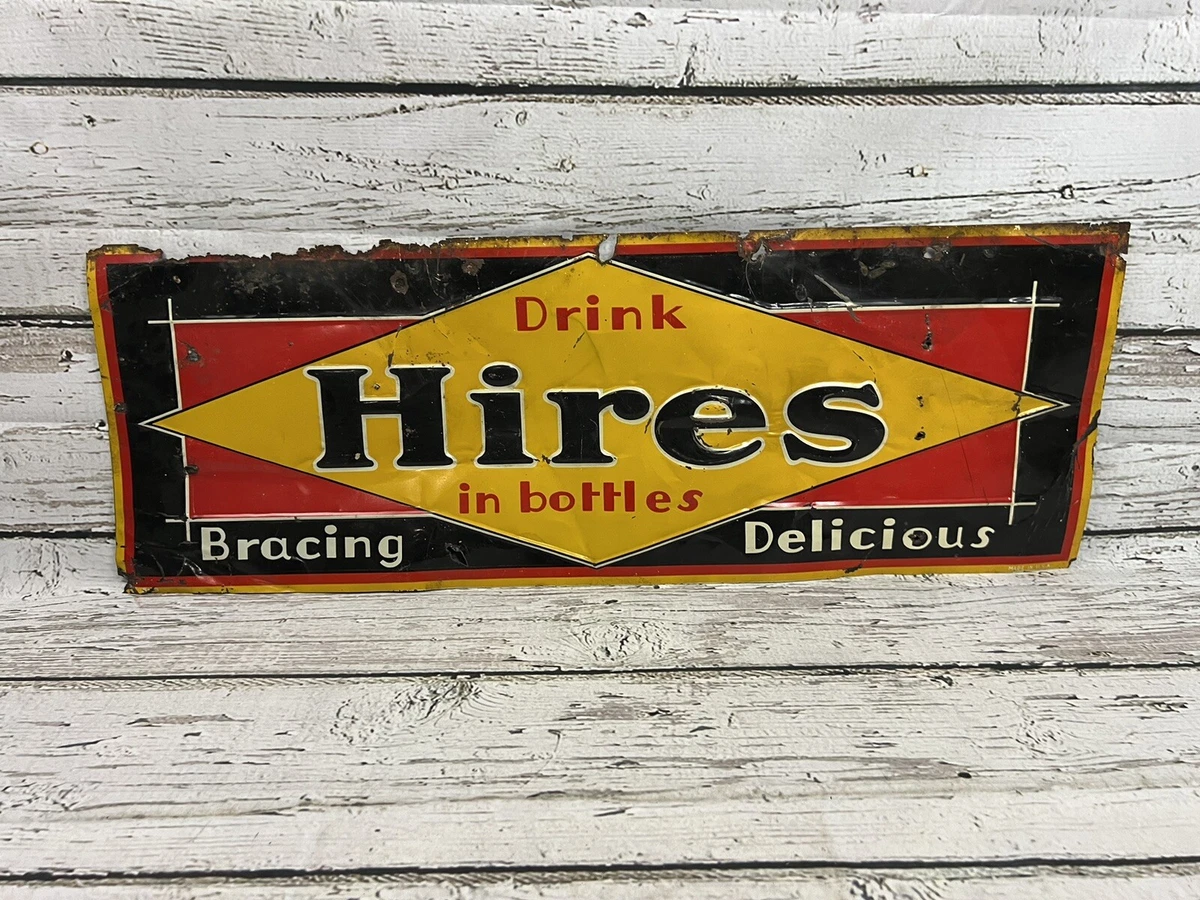 Drink
Hires
in bottles
Bracing Delicious